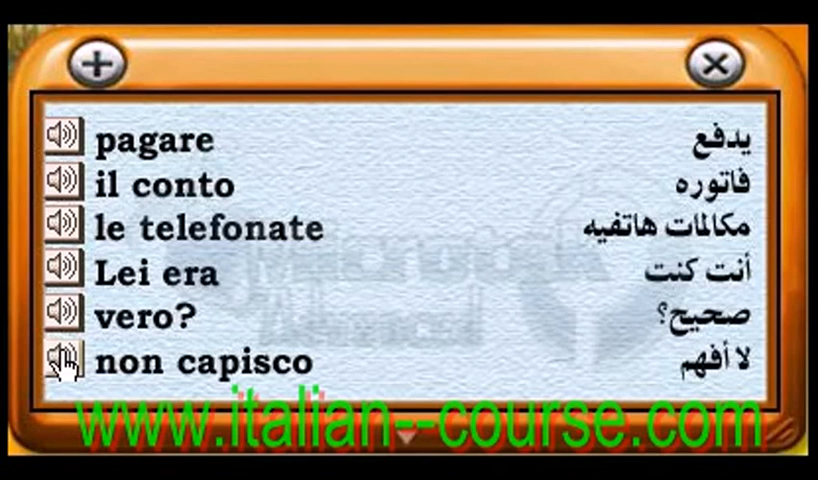 pagare يدفع
il conto فاتوره
le telefonate مكالمات هاتفيه
Lei era أنت كنت
vero? صحيح؟
non capisco لا أفهم
www.italian--course.com